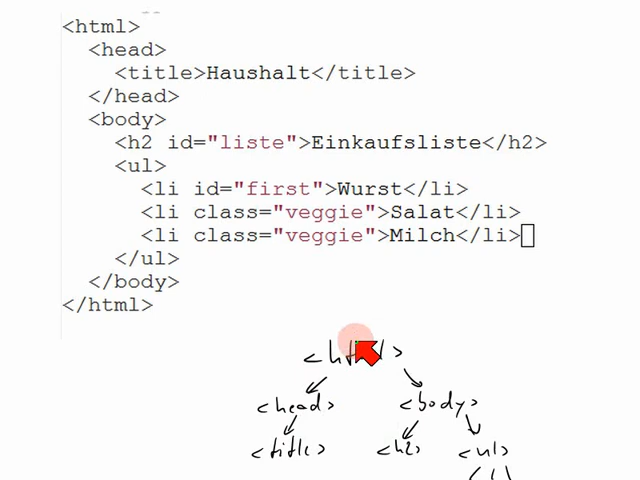 <html>
<head>
<title>Haushalt</title>
</head>
<body>
<h2 id="liste">Einkaufsliste</h2>
<ul>
<li id="first">Wurst</li>
<li class="veggie">Salat</li>
<li class="veggie">Milch</li>
</ul>
</body>
</html>
<html>
<head> <body>
<title> <h2> <ul>